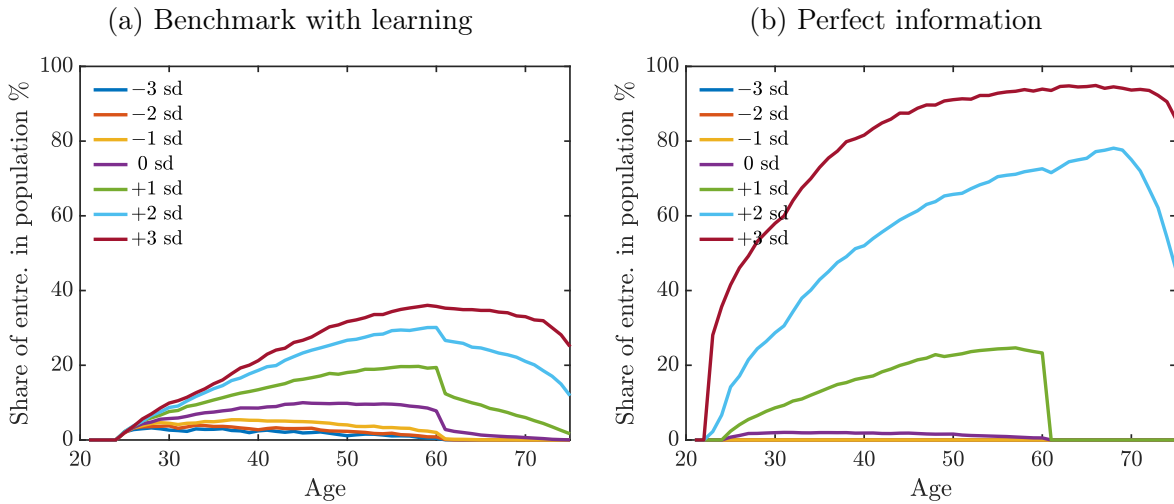 (a) Benchmark with learning
Share of entre. in population %
100
80
60
40
20
0
−3 sd
−2 sd
−1 sd
0 sd
+1 sd
+2 sd
+3 sd
20
30
40
50
60
70
Age
(b) Perfect information
Share of entre. in population %
100
80
60
40
20
0
−3 sd
−2 sd
−1 sd
0 sd
+1 sd
+2 sd
+3 sd
20
30
40
50
60
70
Age